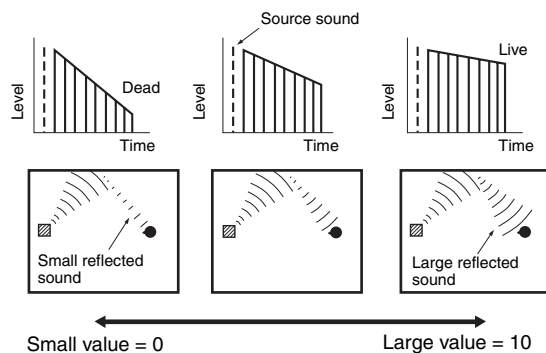 Source sound
Level
Dead
Time
Level
Time
Level
Live
Time
Small reflected
sound
Large reflected
sound
Small value = 0
Large value = 10